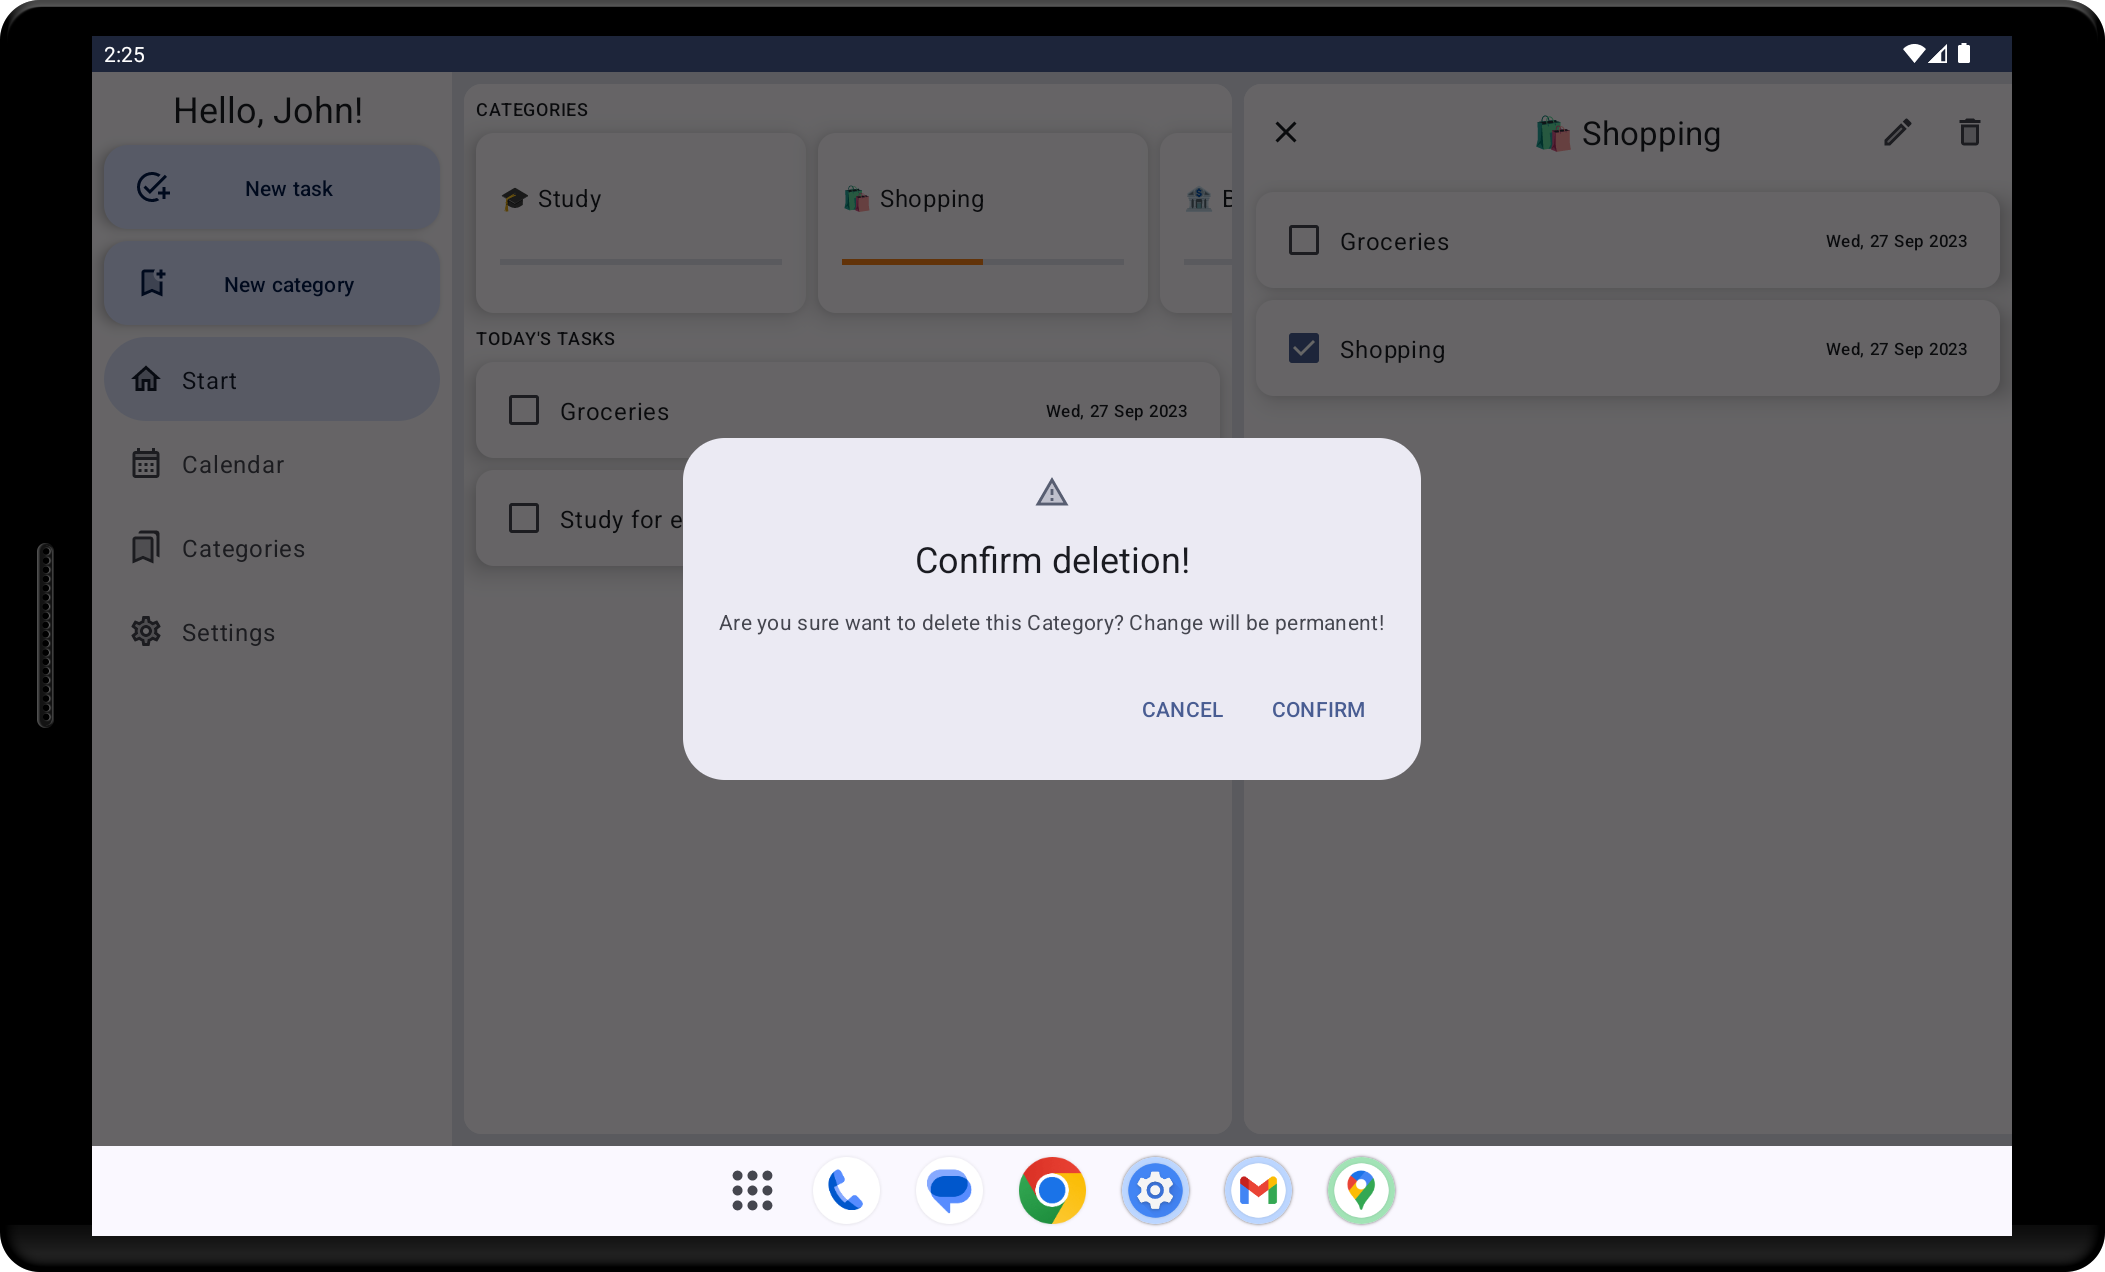 2:25
Hello, John!
New task
New category
Start
Calendar
Categories
Settings
CATEGORIES
Study
Shopping
TODAY'S TASKS
Groceries
Wed, 27 Sep 2023
Study for e
Shopping
Groceries
Wed, 27 Sep 2023
Shopping
Wed, 27 Sep 2023
Confirm deletion!
Are you sure want to delete this Category? Change will be permanent!
CANCEL
CONFIRM